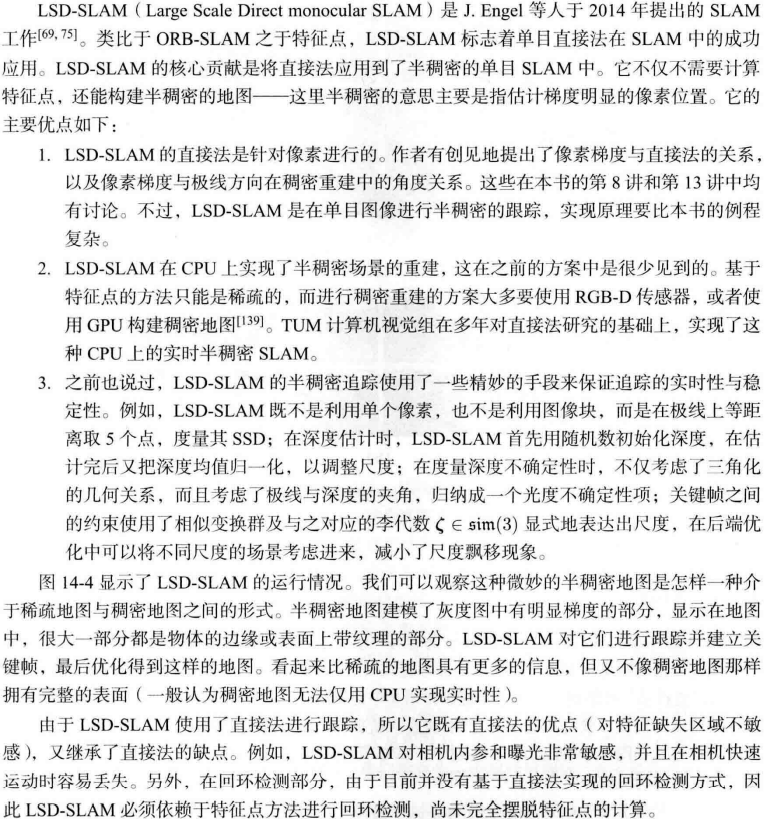 LSD-SLAM（Large Scale Direct monocular SLAM）是 J. Engel 等人于 2014 年提出的 SLAM
工作[69, 75]。类比于 ORB-SLAM 之于特征点，LSD-SLAM 标志着单目直接法在 SLAM 中的成功
应用。LSD-SLAM 的核心贡献是将直接法应用到了半稠密的单目 SLAM 中。它不仅不需要计算
特征点，还能构建半稠密的地图——这里半稠密的意思主要是指估计梯度明显的像素位置。它的
主要优点如下：
1. LSD-SLAM 的直接法是针对像素进行的。作者有创见地提出了像素梯度与直接法的关系，
以及像素梯度与极线方向在稠密重建中的角度关系。这些在本书的第 8 讲和第 13 讲中均
有讨论。不过，LSD-SLAM 是在单目图像进行半稠密的跟踪，实现原理要比本书的例程
复杂。
2. LSD-SLAM 在 CPU 上实现了半稠密场景的重建，这在之前的方案中是很少见到的。基于
特征点的方法只能是稀疏的，而进行稠密重建的方案大多要使用 RGB-D 传感器，或者使
用 GPU 构建稠密地图[139]。TUM 计算机视觉组在多年对直接法研究的基础上，实现了这
种 CPU 上的实时半稠密 SLAM。
3. 之前也说过，LSD-SLAM 的半稠密追踪使用了一些精妙的手段来保证追踪的实时性与稳
定性。例如，LSD-SLAM 既不是利用单个像素，也不是利用图像块，而是在极线上等距
离取 5 个点，度量其 SSD；在深度估计时，LSD-SLAM 首先用随机数初始化深度，在估
计完后又把深度均值归一化，以调整尺度；在度量深度不确定性时，不仅考虑了三角化
的几何关系，而且考虑了极线与深度的夹角，归纳成一个光度不确定性项；关键帧之间
的约束使用了相似变换群及与之对应的李代数 ζ ∈ sim(3) 显式地表达出尺度，在后端优
化中可以将不同尺度的场景考虑进来，减小了尺度飘移现象。
图 14-4 显示了 LSD-SLAM 的运行情况。我们可以观察这种微妙的半稠密地图是怎样一种介
于稀疏地图与稠密地图之间的形式。半稠密地图建模了灰度图中有明显梯度的部分，显示在地图
中，很大一部分都是物体的边缘或表面上带纹理的部分。LSD-SLAM 对它们进行跟踪并建立关
键帧，最后优化得到这样的地图。看起来比稀疏的地图具有更多的信息，但又不像稠密地图那样
拥有完整的表面（一般认为稠密地图无法仅用 CPU 实现实时性）。
由于 LSD-SLAM 使用了直接法进行跟踪，所以它既有直接法的优点（对特征缺失区域不敏
感），又继承了直接法的缺点。例如，LSD-SLAM 对相机内参和曝光非常敏感，并且在相机快速
运动时容易丢失。另外，在回环检测部分，由于目前并没有基于直接法实现的回环检测方式，因
此 LSD-SLAM 必须依赖于特征点方法进行回环检测，尚未完全摆脱特征点的计算。